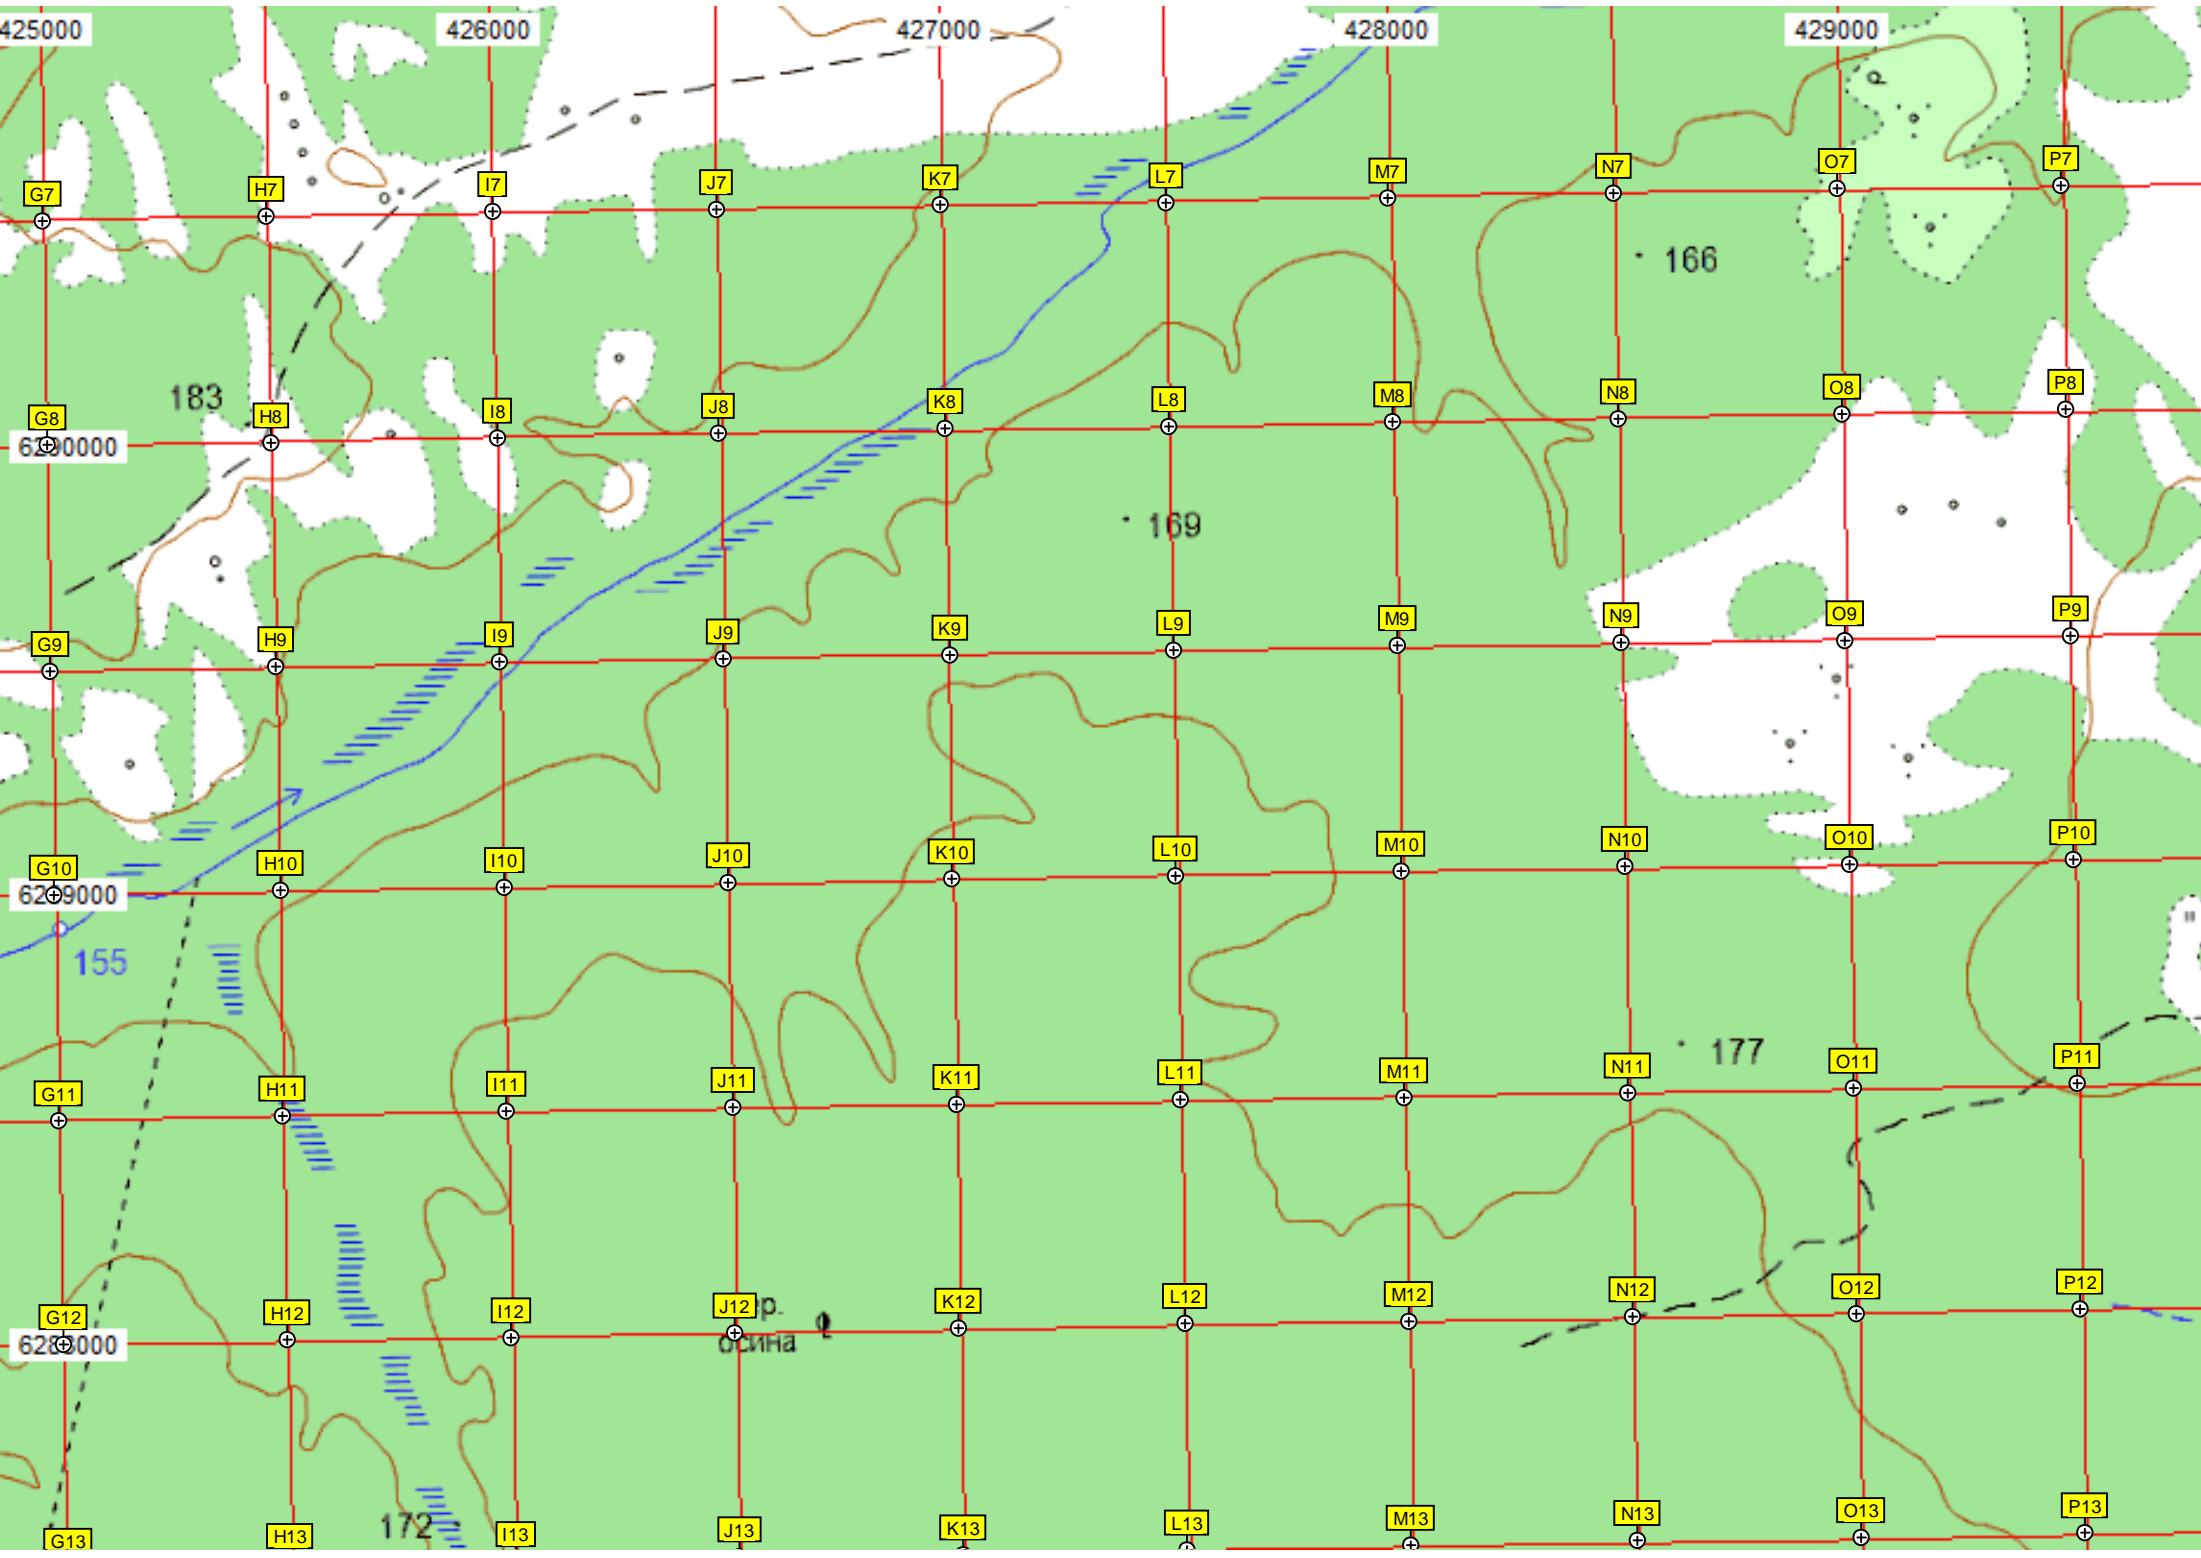 425000 426000 427000 428000 429000
G7 H7 I7 J7 K7 L7 M7 N7 O7 P7
166
183
G8 H8 I8 J8 K8 L8 M8 N8 O8 P8
6290000
169
G9 H9 I9 J9 K9 L9 M9 N9 O9 P9
G10 H10 I10 J10 K10 L10 M10 N10 O10 P10
6289000
155
177
G11 H11 I11 J11 K11 L11 M11 N11 O11 P11
G12 H12 I12 J12 K12 L12 M12 N12 O12 P12
6288000
осина
172
G13 H13 I13 J13 K13 L13 M13 N13 O13 P13